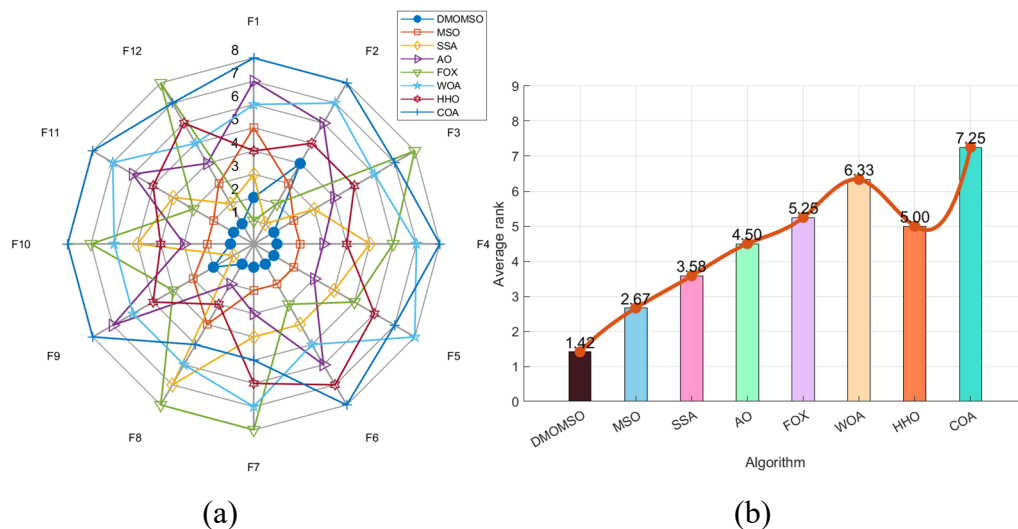 F1
F2
F3
F4
F5
F6
F7
F8
F9
F10
F11
F12
8
7
6
5
4
3
2
1
DMOMSO
MSO
SSA
AO
FOX
WOA
HHO
COA
(a)
9
8
7
6
5
4
3
2
1
0
Average rank
1.42
2.67
3.58
4.50
5.25
6.33
5.00
7.25
DMOMSO
MSO
SSA
AO
FOX
WOA
HHO
COA
Algorithm
(b)